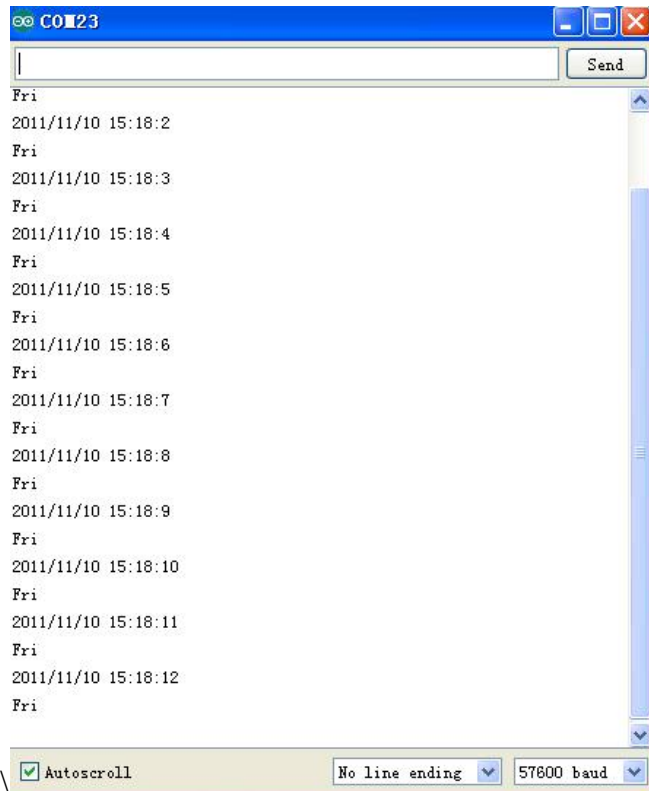 COM23
Send
Fri
2011/11/10 15:18:2
Fri
2011/11/10 15:18:3
Fri
2011/11/10 15:18:4
Fri
2011/11/10 15:18:5
Fri
2011/11/10 15:18:6
Fri
2011/11/10 15:18:7
Fri
2011/11/10 15:18:8
Fri
2011/11/10 15:18:9
Fri
2011/11/10 15:18:10
Fri
2011/11/10 15:18:11
Fri
2011/11/10 15:18:12
Fri
\ Autoscroll No line ending 57600 baud